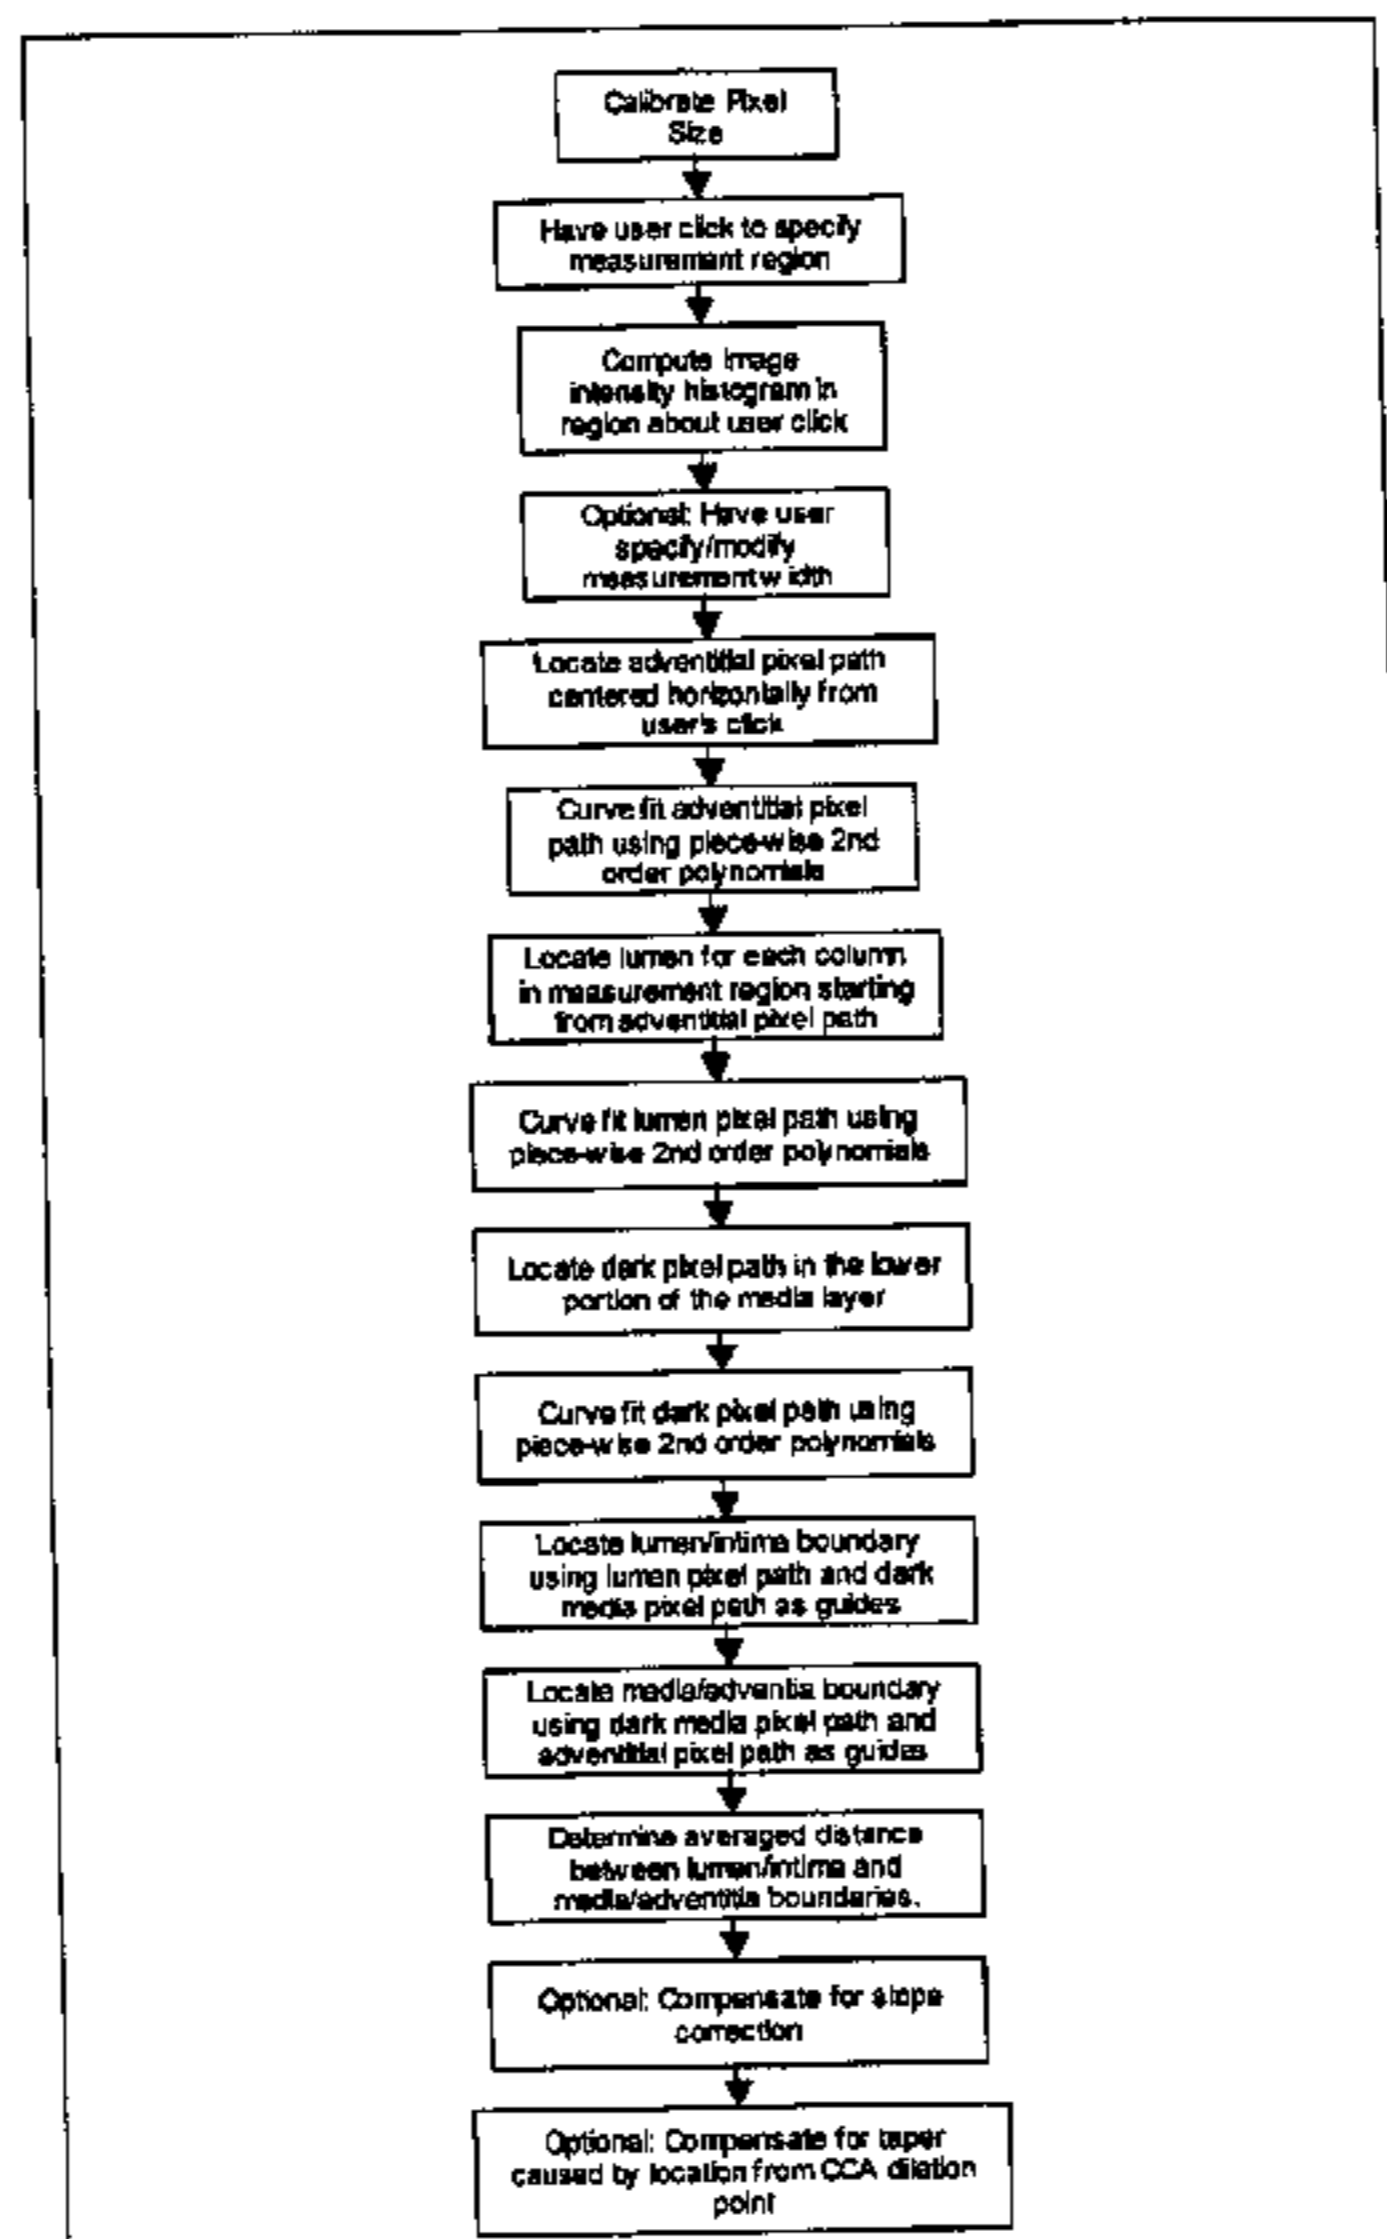 Calibrate Pixel
Size
Have user click to specify
measurement region
Compute image
intensity histogram in
region about user click
Optional: Have user
specify/modify
measurement width
Locate adventitial pixel path
centered horizontally from
user's click
Curve fit adventitial pixel
path using piece-wise 2nd
order polynomials
Locate lumen for each column
in measurement region starting
from adventitial pixel path
Curve fit lumen pixel path using
piece-wise 2nd order polynomials
Locate dark pixel path in the lower
portion of the media layer
Curve fit dark pixel path using
piece-wise 2nd order polynomials
Locate lumen/intima boundary
using lumen pixel path and dark
media pixel path as guides
Locate media/adventia boundary
using dark media pixel path and
adventitial pixel path as guides
Determine averaged distance
between lumen/intima and
media/adventitia boundaries.
Optional: Compensate for slope
correction
Optional: Compensate for taper
caused by location from CCA dilation
point